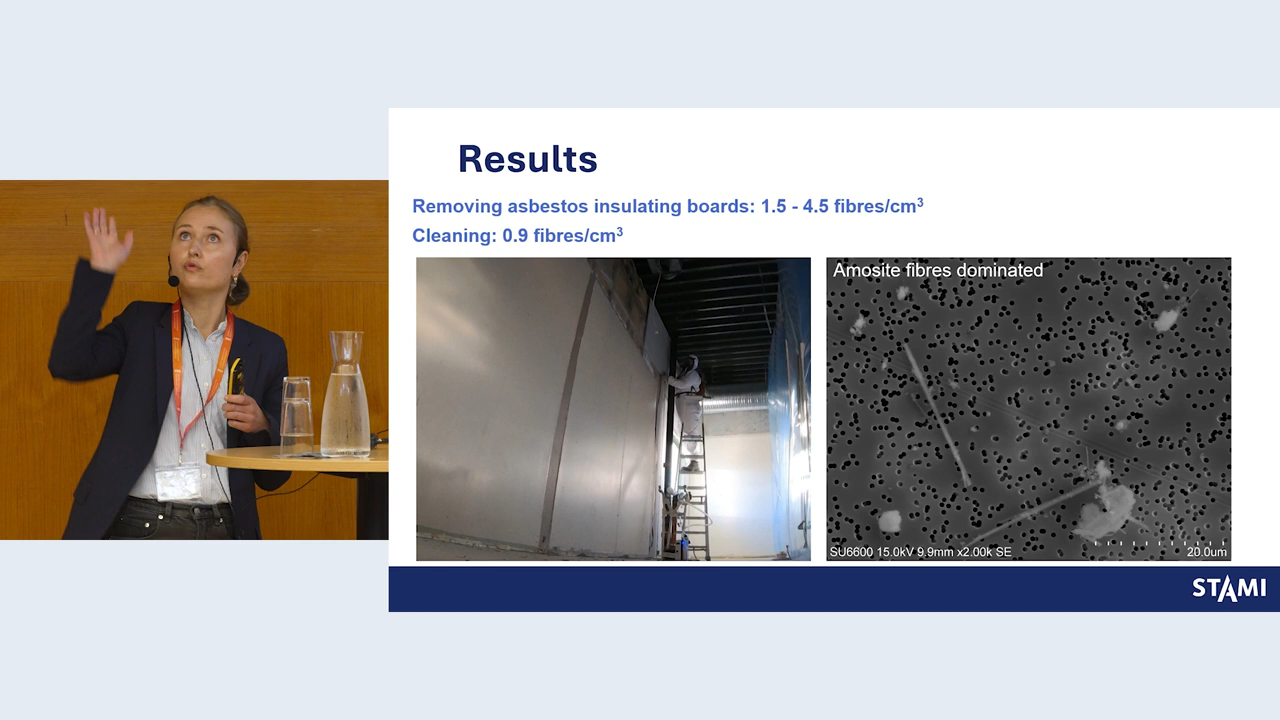 Results
Removing asbestos insulating boards: 1.5 - 4.5 fibres/cm³
Cleaning: 0.9 fibres/cm³
Amosite fibres dominated
SU6600 15.0kV 9.9mm x2.00k SE
20.0um
STAMI